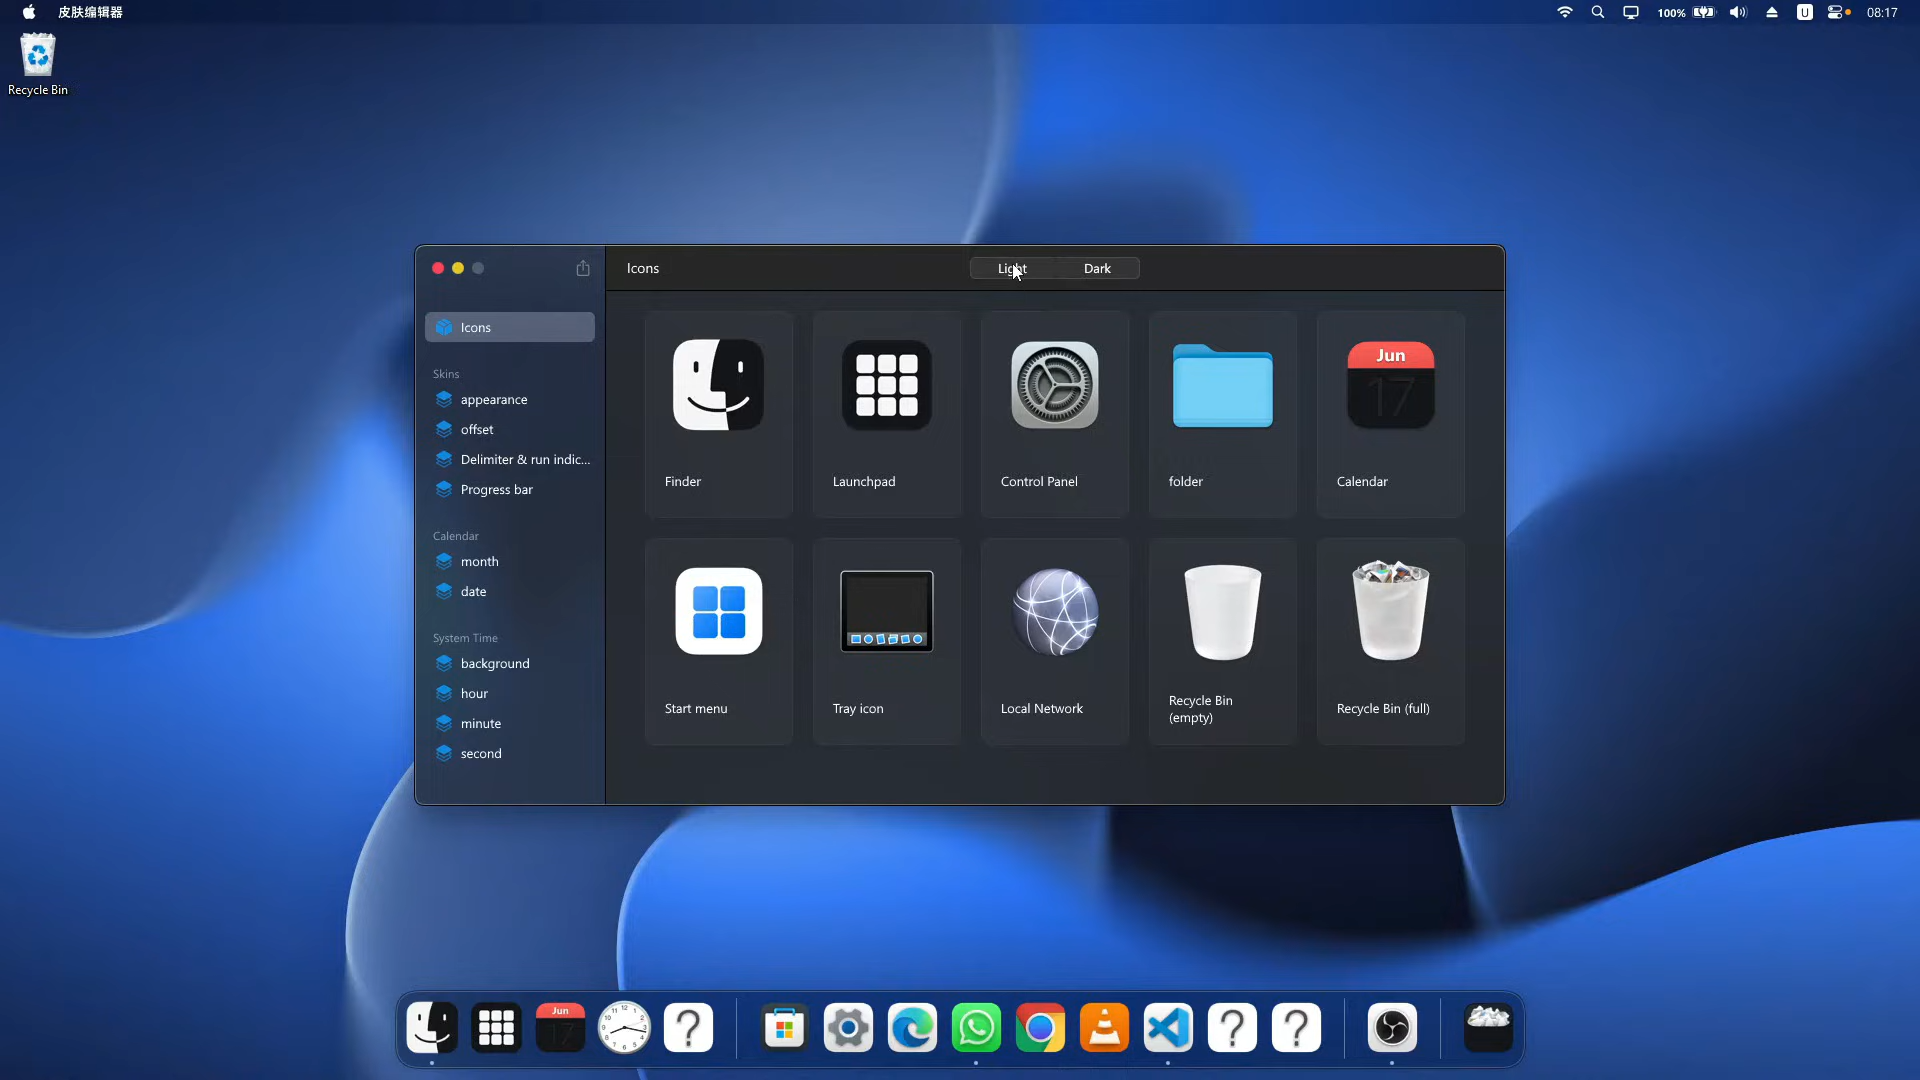 皮肤编辑器
100%
U
08:17
Recycle Bin
Icons
Light
Dark
Icons
Skins
appearance
offset
Delimiter & run indic...
Progress bar
Calendar
month
date
System Time
background
hour
minute
second
Jun
17
Finder
Launchpad
Control Panel
folder
Calendar
Start menu
Tray icon
Local Network
Recycle Bin
(empty)
Recycle Bin (full)
Jun
17
?
?
?